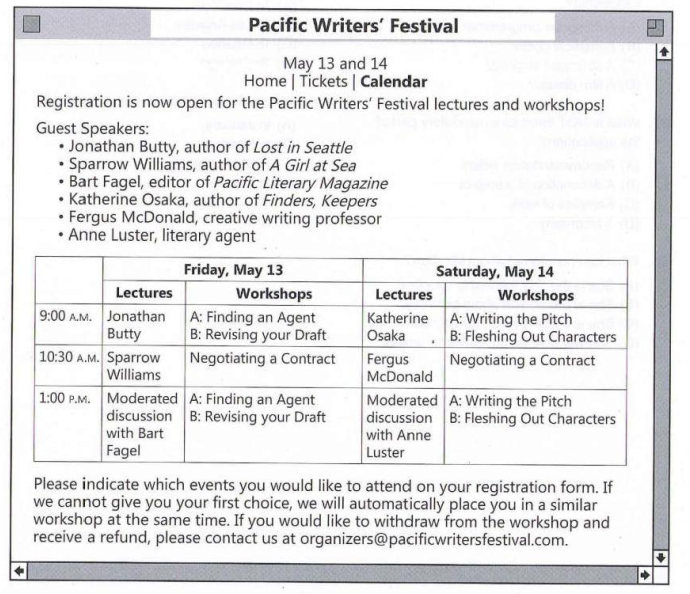 Pacific Writers' Festival
May 13 and 14
Home | Tickets | Calendar
Registration is now open for the Pacific Writers' Festival lectures and workshops!
Guest Speakers:
• Jonathan Butty, author of Lost in Seattle
• Sparrow Williams, author of A Girl at Sea
• Bart Fagel, editor of Pacific Literary Magazine
• Katherine Osaka, author of Finders, Keepers
• Fergus McDonald, creative writing professor
• Anne Luster, literary agent
Friday, May 13 Saturday, May 14
Lectures Workshops Lectures Workshops
9:00 A.M. Jonathan Butty A: Finding an Agent B: Revising your Draft Katherine Osaka A: Writing the Pitch B: Fleshing Out Characters
10:30 A.M. Sparrow Williams Negotiating a Contract Fergus McDonald Negotiating a Contract
1:00 P.M. Moderated discussion with Bart Fagel A: Finding an Agent B: Revising your Draft Moderated discussion with Anne Luster A: Writing the Pitch B: Fleshing Out Characters
Please indicate which events you would like to attend on your registration form. If
we cannot give you your first choice, we will automatically place you in a similar
workshop at the same time. If you would like to withdraw from the workshop and
receive a refund, please contact us at organizers@pacificwritersfestival.com.